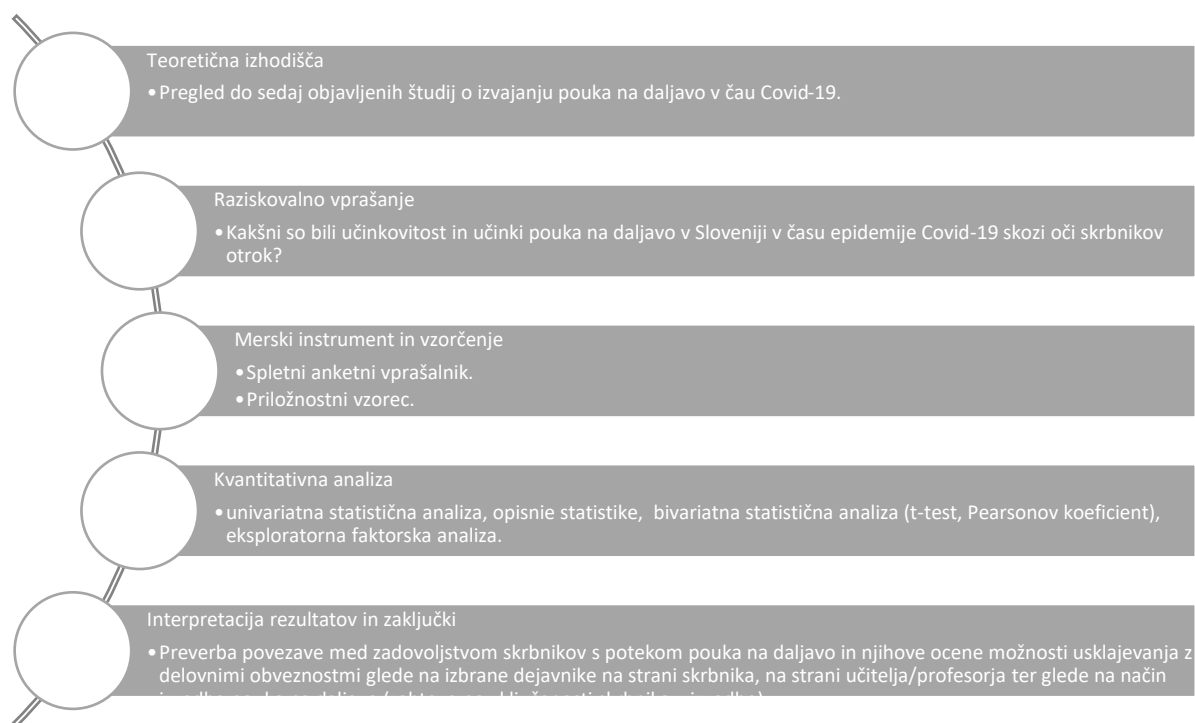 Teoretična izhodišča
•Pregled do sedaj objavljenih študij o izvajanju pouka na daljavo v čau Covid-19.
Raziskovalno vprašanje
•Kakšni so bili učinkovitost in učinki pouka na daljavo v Sloveniji v času epidemije Covid-19 skozi oči skrbnikov
otrok?
Merski instrument in vzorčenje
•Spletni anketni vprašalnik.
•Priložnostni vzorec.
Kvantitativna analiza
•univariatna statistična analiza, opisnie statistike, bivariatna statistična analiza (t-test, Pearsonov koeficient),
eksploratorna faktorska analiza.
Interpretacija rezultatov in zaključki
•Preverba povezave med zadovoljstvom skrbnikov s potekom pouka na daljavo in njihove ocene možnosti usklajevanja z
delovnimi obveznostmi glede na izbrane dejavnike na strani skrbnika, na strani učitelja/profesorja ter glede na način